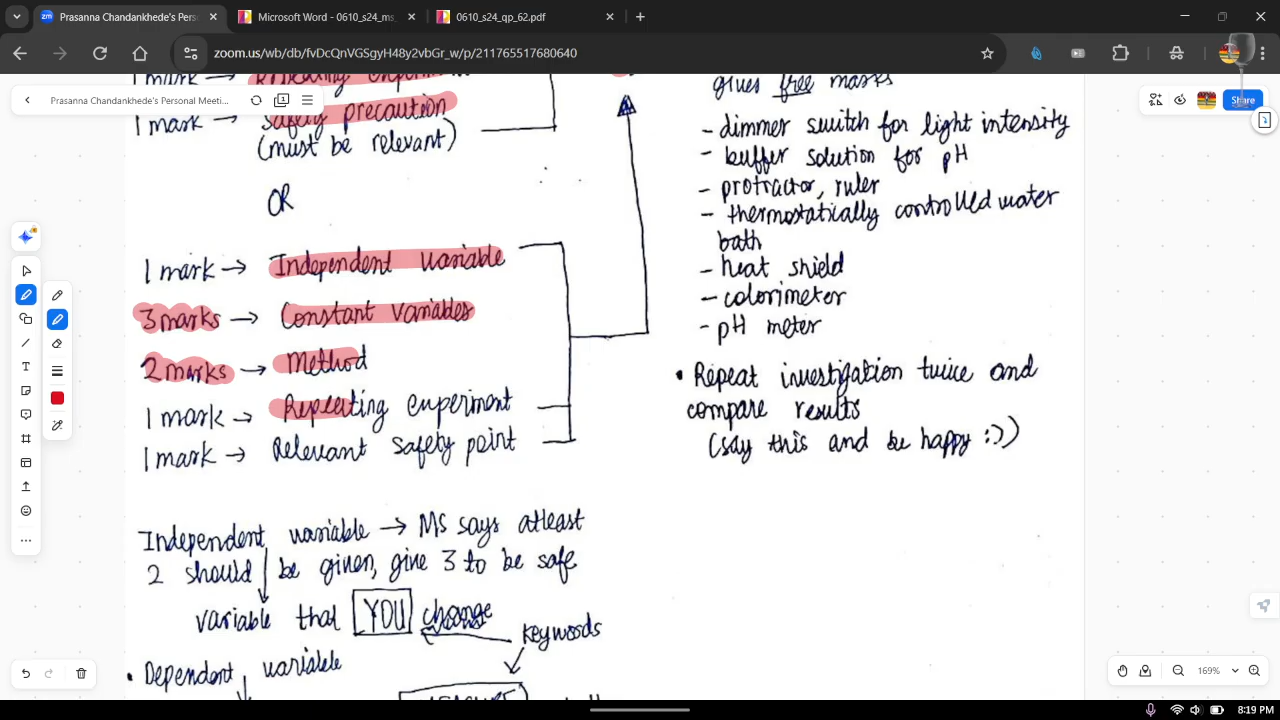 Prasanna Chandankhede's Pers
Microsoft Word - 0610_s24_ms_
0610_s24_qp_62.pdf
zoom.us/wb/db/fvDcQnVGSgyH48y2vbGr_w/p/211765517680640
Prasanna Chandankhede's Personal Meeti...
Share
1 mark →
1 mark → safety precaution
(must be relevant)
OR
1 mark → Independent variable
3 marks → Constant variables
2 marks → Method
1 mark → Repeating experiment
1 mark → Relevant safety point
Independent variable → MS says atleast
2 should be given, give 3 to be safe
variable that YOU change
keywords
• Dependent variable
gives free marks
- dimmer switch for light intensity
- buffer solution for pH
- protractor, ruler
- thermostatically controlled water
bath
- heat shield
- colorimeter
- pH meter
• Repeat investigation twice and
compare results
(say this and be happy :))
169%
8:19 PM